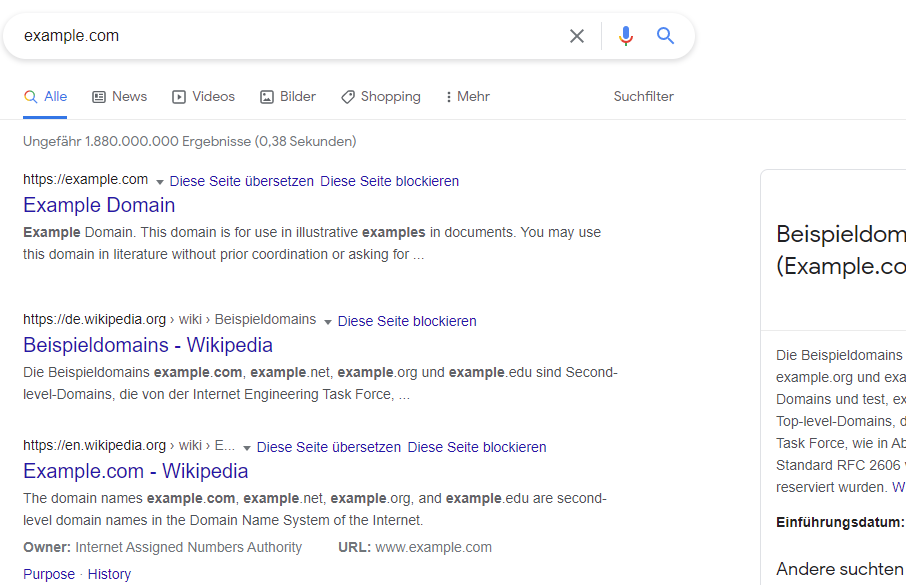 example.com
Alle News Videos Bilder Shopping Mehr Suchfilter
Ungefähr 1.880.000.000 Ergebnisse (0,38 Sekunden)
https://example.com Diese Seite übersetzen Diese Seite blockieren
Example Domain
Example Domain. This domain is for use in illustrative examples in documents. You may use
this domain in literature without prior coordination or asking for ...
https://de.wikipedia.org › wiki › Beispieldomains Diese Seite blockieren
Beispieldomains - Wikipedia
Die Beispieldomains example.com, example.net, example.org und example.edu sind Second-
level-Domains, die von der Internet Engineering Task Force, ...
https://en.wikipedia.org › wiki › E... Diese Seite übersetzen Diese Seite blockieren
Example.com - Wikipedia
The domain names example.com, example.net, example.org, and example.edu are second-
level domain names in the Domain Name System of the Internet.
Owner: Internet Assigned Numbers Authority URL: www.example.com
Purpose · History
Beispieldom
(Example.co
Die Beispieldomains
example.org und exa
Domains und test, ex
Top-level-Domains, d
Task Force, wie in Ab
Standard RFC 2606
reserviert wurden. W
Einführungsdatum:
Andere suchten